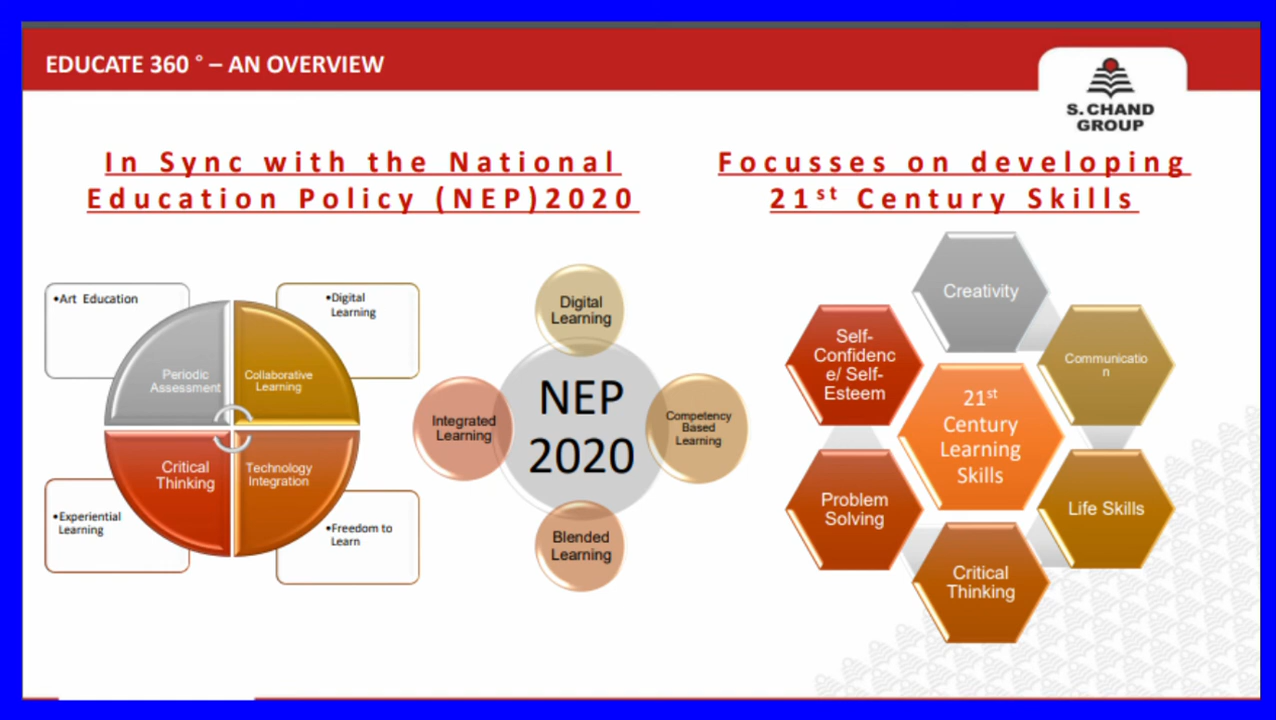 EDUCATE 360 ° – AN OVERVIEW
S. CHAND
GROUP
In Sync with the National
Education Policy (NEP)2020
•Art Education
•Digital
Learning
Periodic
Assessment
Collaborative
Learning
Critical
Thinking
Technology
Integration
•Experiential
Learning
•Freedom to
Learn
Digital
Learning
Integrated
Learning
NEP
2020
Competency
Based
Learning
Blended
Learning
Focusses on developing
21st Century Skills
Creativity
Self-
Confidenc
e/ Self-
Esteem
Communicatio
n
21st
Century
Learning
Skills
Problem
Solving
Life Skills
Critical
Thinking